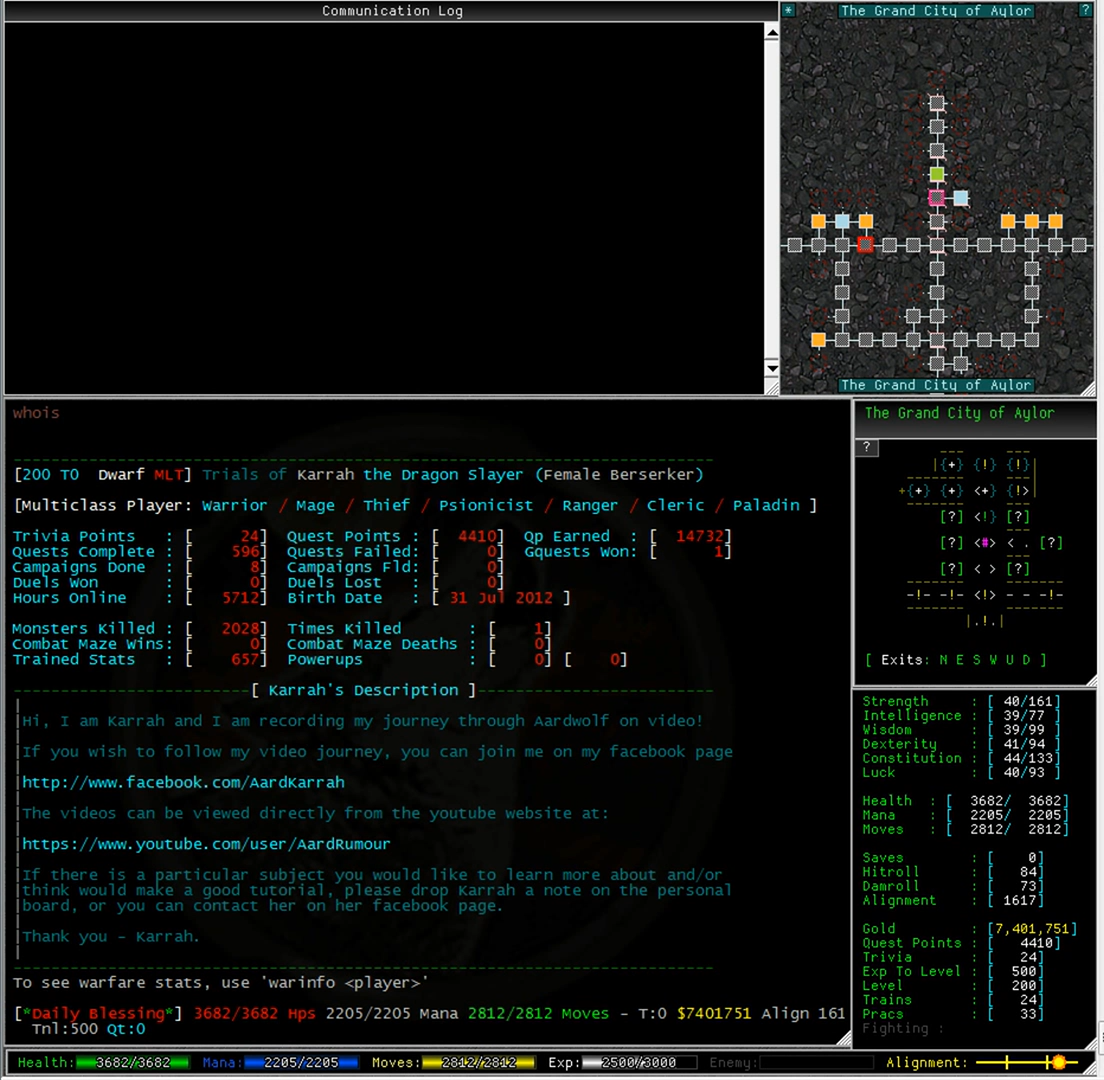 Communication Log
* The Grand City of Aylor ?
The Grand City of Aylor
whois
[200 T0  Dwarf MLT] Trials of Karrah the Dragon Slayer (Female Berserker)
[Multiclass Player: Warrior / Mage / Thief / Psionicist / Ranger / Cleric / Paladin ]
Trivia Points : [ 24] Quest Points : [ 4410] Qp Earned : [ 14732]
Quests Complete : [ 596] Quests Failed: [ 0] Gquests Won: [ 1]
Campaigns Done : [ 8] Campaigns Fld: [ 0]
Duels Won : [ 0] Duels Lost : [ 0]
Hours Online : [ 5712] Birth Date : [ 31 Jul 2012 ]
Monsters Killed : [ 2028] Times Killed : [ 1]
Combat Maze Wins: [ 0] Combat Maze Deaths : [ 0]
Trained Stats : [ 657] Powerups : [ 0] [ 0]
-------------------------[ Karrah's Description ]-------------------------
Hi, I am Karrah and I am recording my journey through Aardwolf on video!
If you wish to follow my video journey, you can join me on my facebook page
http://www.facebook.com/AardKarrah
The videos can be viewed directly from the youtube website at:
https://www.youtube.com/user/AardRumour
If there is a particular subject you would like to learn more about and/or
think would make a good tutorial, please drop Karrah a note on the personal
board, or you can contact her on her facebook page.
Thank you - Karrah.
To see warfare stats, use 'warinfo <player>'
[*Daily Blessing*] 3682/3682 Hps 2205/2205 Mana 2812/2812 Moves - T:0 $7401751 Align 161
Tnl:500 Qt:0
The Grand City of Aylor
?
--- ---
|{+} {!} {!}|
+{+} {+} <+} {!>|
[?] <!} [?]
[?] <#> < . [?]
[?] < > [?]
-!- -!- <!> - - -!-
|.!.|
[ Exits: N E S W U D ]
Strength : [ 40/161]
Intelligence : [ 39/77 ]
Wisdom : [ 39/99 ]
Dexterity : [ 41/94 ]
Constitution : [ 44/133]
Luck : [ 40/93 ]
Health : [ 3682/ 3682]
Mana : [ 2205/ 2205]
Moves : [ 2812/ 2812]
Saves : [ 0]
Hitroll : [ 84]
Damroll : [ 73]
Alignment : [ 1617]
Gold : [7,401,751]
Quest Points : [ 4410]
Trivia : [ 24]
Exp To Level : [ 500]
Level : [ 200]
Trains : [ 24]
Pracs : [ 33]
Fighting :
Health: 3682/3682 Mana: 2205/2205 Moves: 2812/2812 Exp: 2500/3000 Enemy: Alignment: